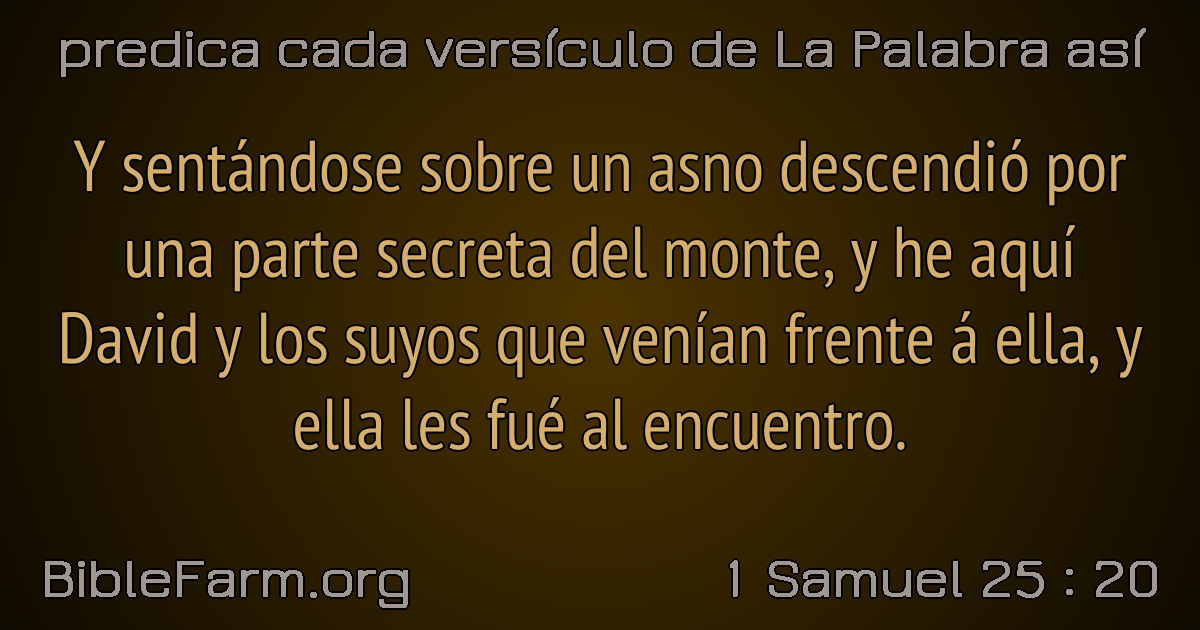 predica cada versículo de La Palabra así
Y sentándose sobre un asno descendió por
una parte secreta del monte, y he aquí
David y los suyos que venían frente á ella, y
ella les fué al encuentro.
BibleFarm.org
1 Samuel 25 : 20